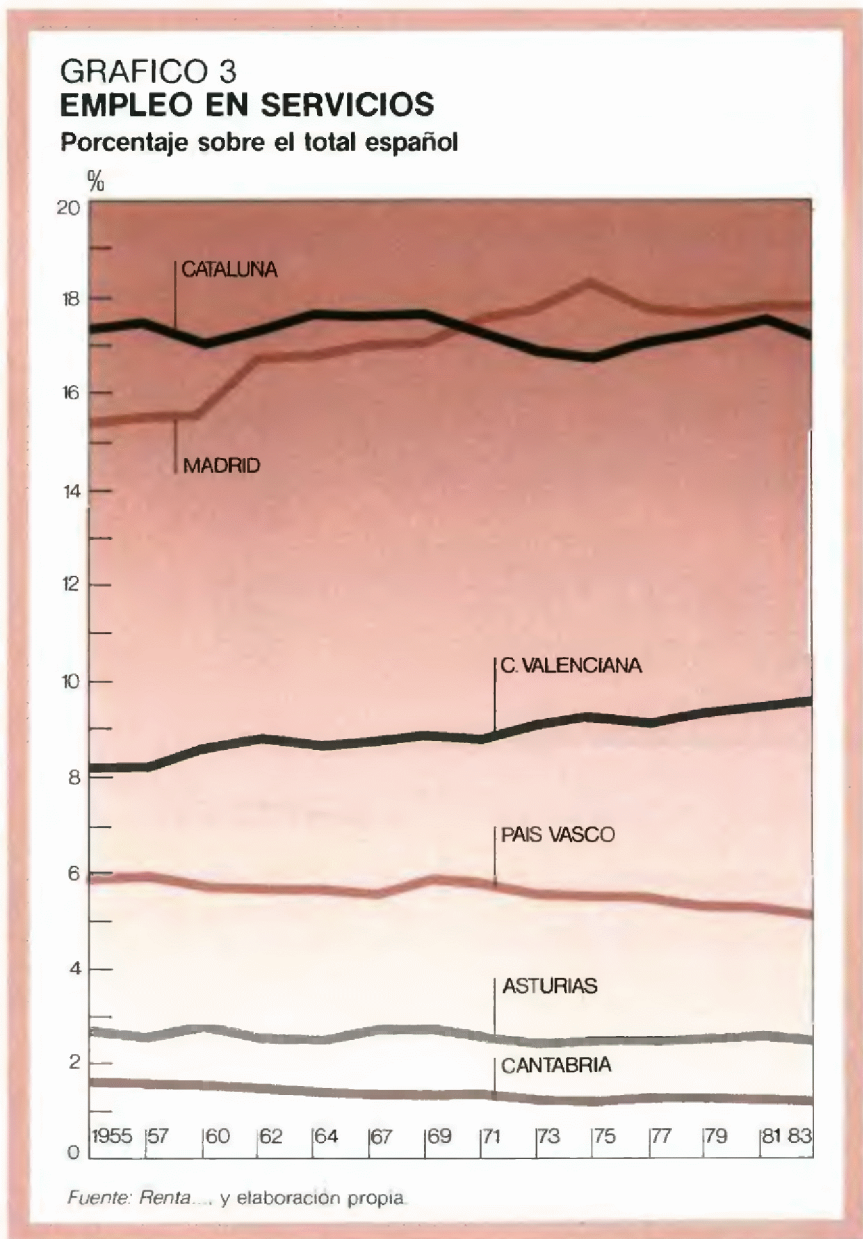 GRAFICO 3
EMPLEO EN SERVICIOS
Porcentaje sobre el total español
%
20
18
16
14
12
10
8
6
4
2
0
CATALUNA
MADRID
C. VALENCIANA
PAIS VASCO
ASTURIAS
CANTABRIA
1955 57 60 62 64 67 69 71 73 75 77 79 81 83
Fuente: Renta..., y elaboración propia.